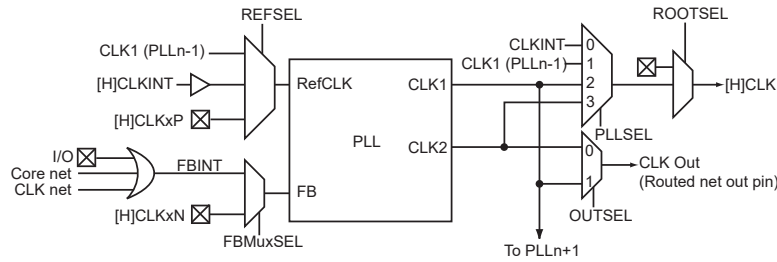 REFSEL
ROOTSEL
CLK1 (PLLn-1)
CLKINT
0
CLK1 (PLLn-1)
1
[H]CLKINT
RefCLK
CLK1
2
[H]CLK
[H]CLKxP
3
PLL
PLLSEL
I/O
FBINT
CLK2
0
Core net
CLK Out
CLK net
(Routed net out pin)
FB
1
[H]CLKxN
OUTSEL
FBMuxSEL
To PLLn+1